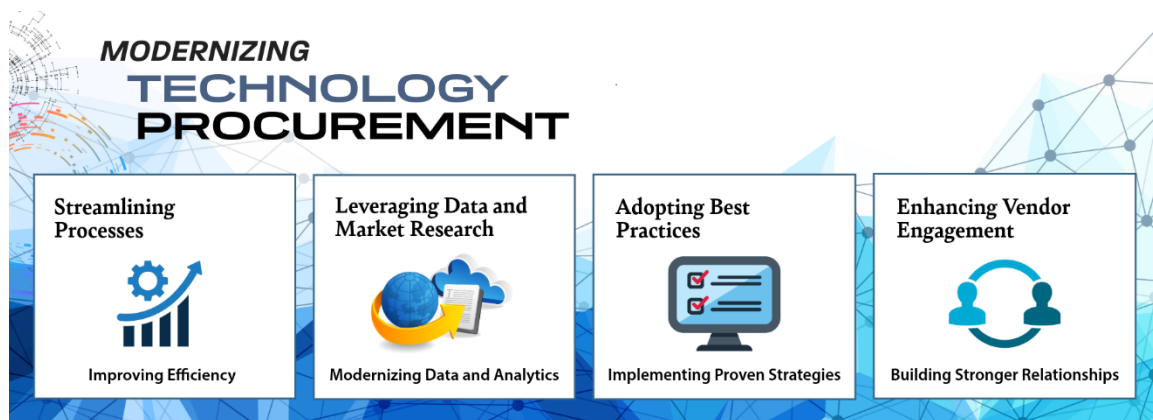 MODERNIZING
TECHNOLOGY
PROCUREMENT
Streamlining
Processes
Improving Efficiency
Leveraging Data and
Market Research
Modernizing Data and Analytics
Adopting Best
Practices
Implementing Proven Strategies
Enhancing Vendor
Engagement
Building Stronger Relationships